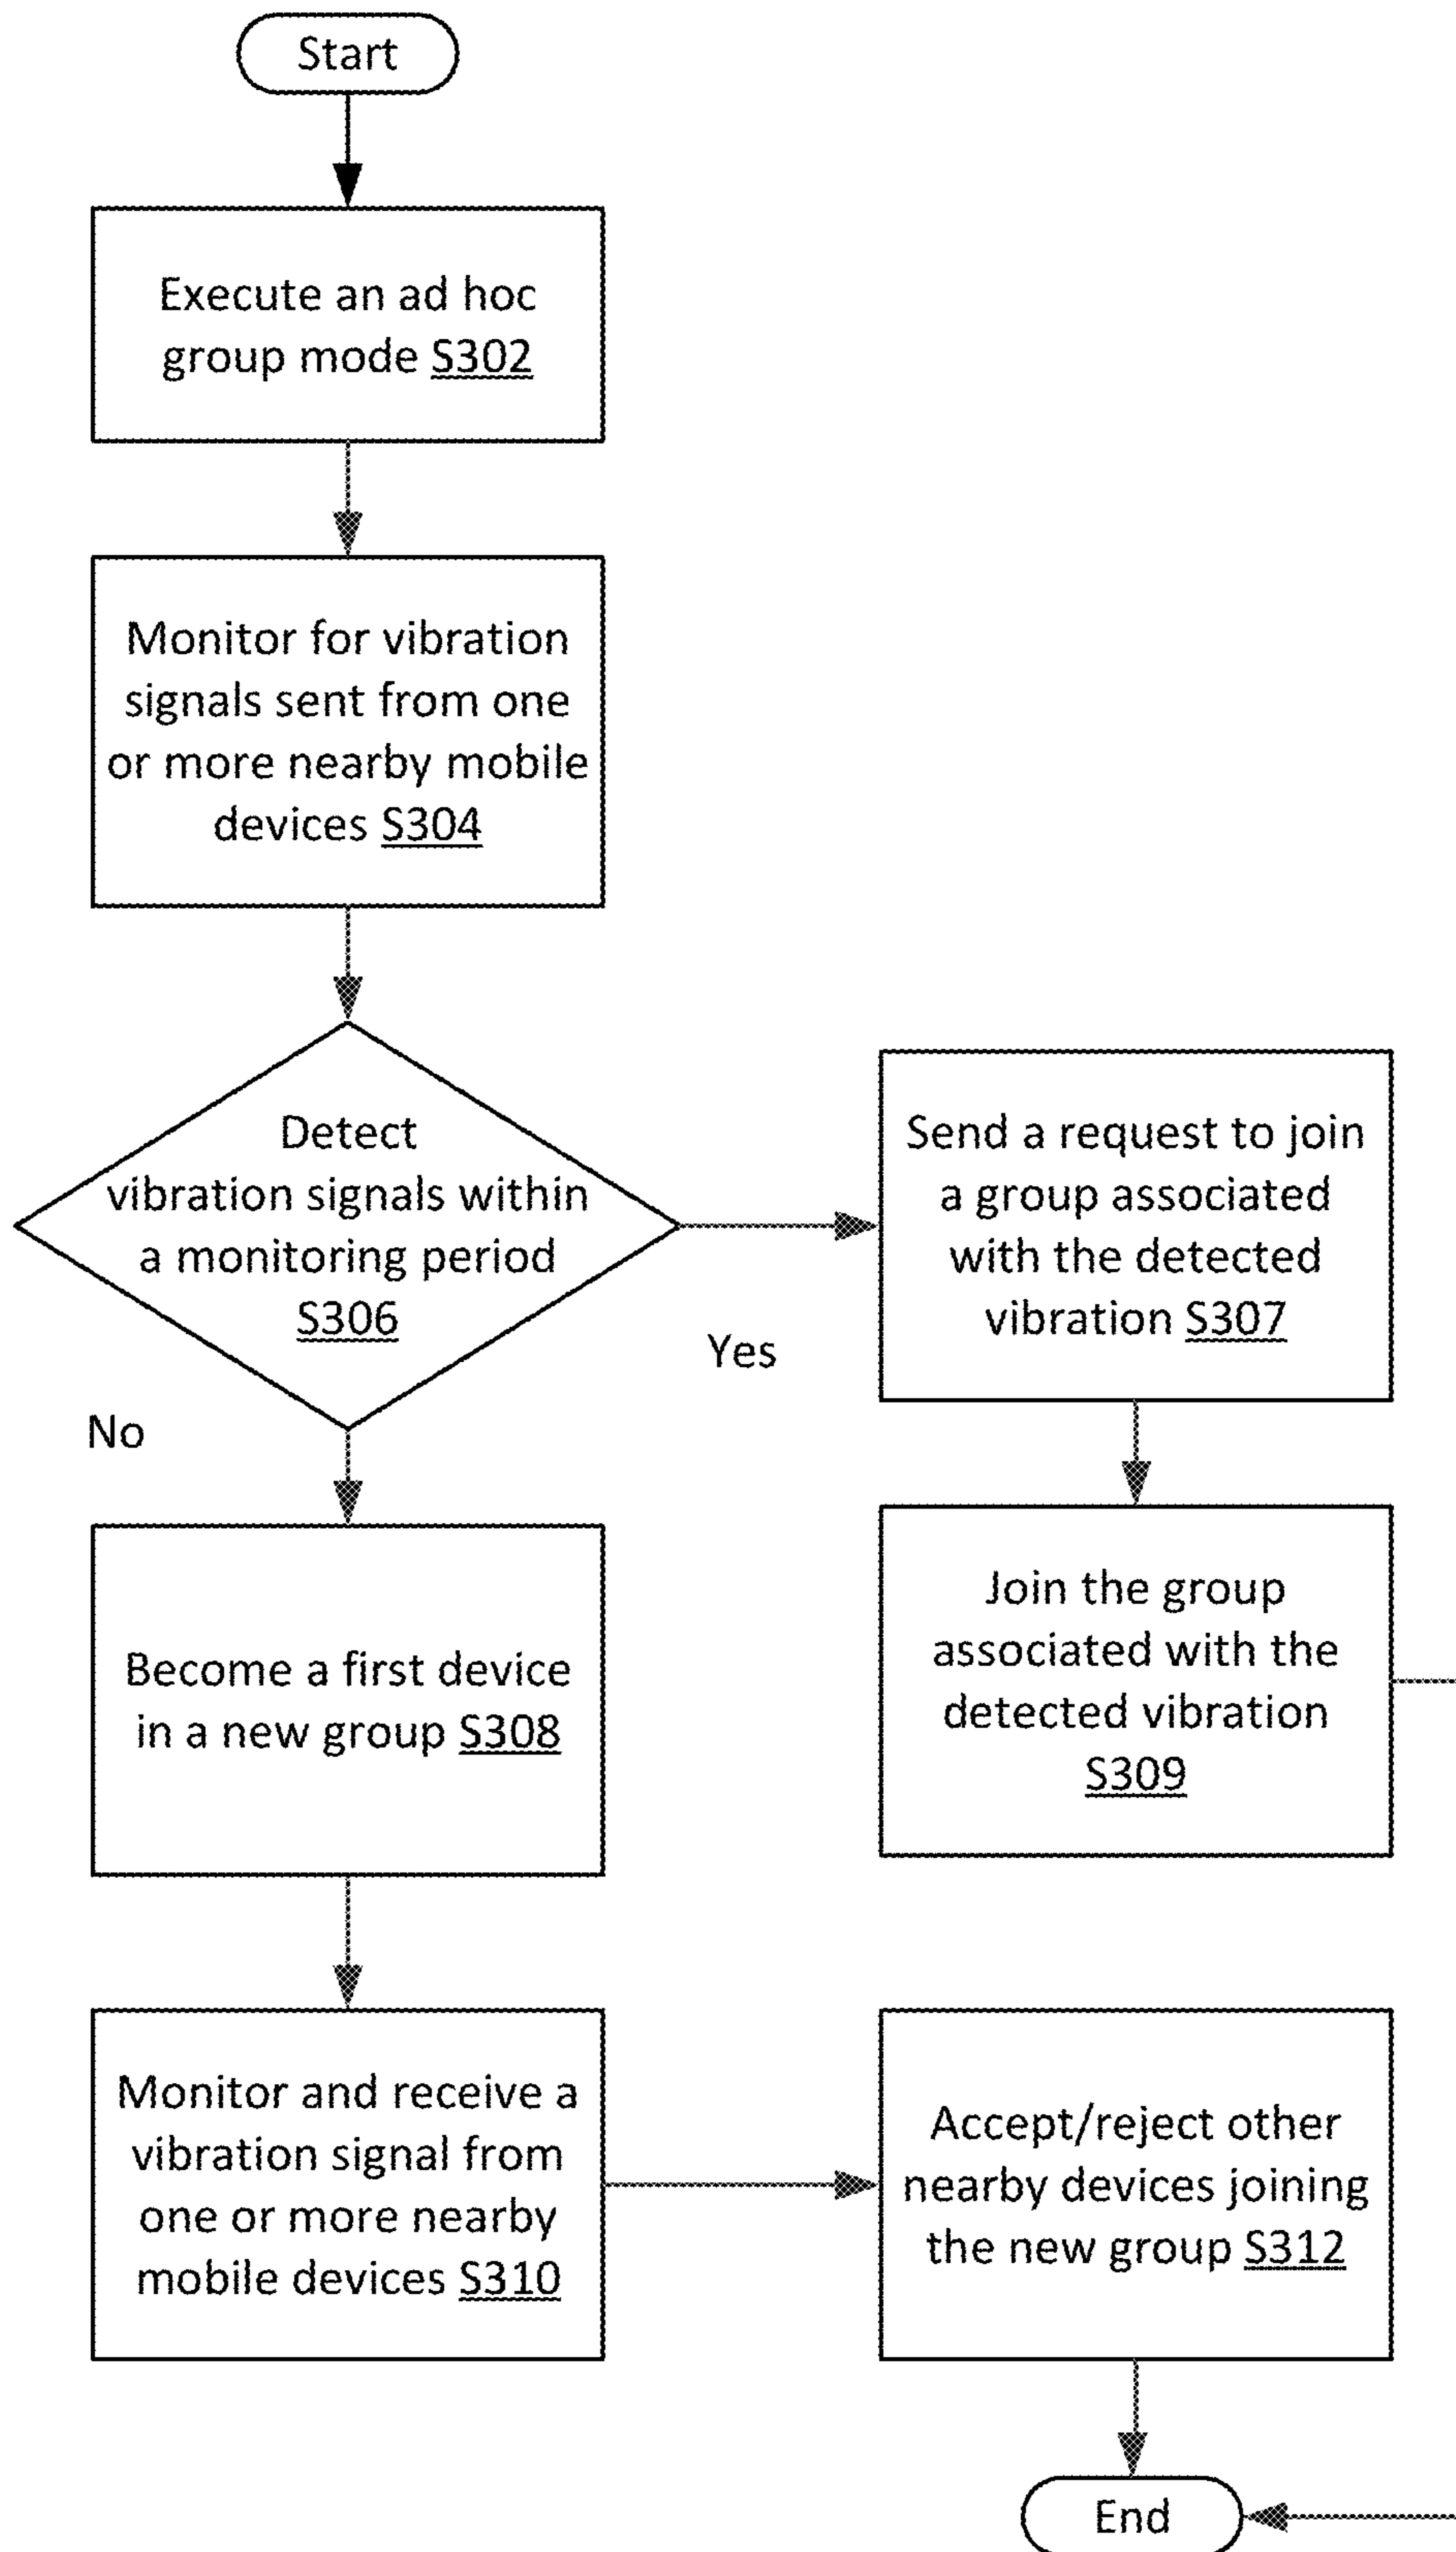 Start
Execute an ad hoc
group mode S302
Monitor for vibration
signals sent from one
or more nearby mobile
devices S304
Detect
vibration signals within
a monitoring period
S306
Yes
No
Send a request to join
a group associated
with the detected
vibration S307
Join the group
associated with the
detected vibration
S309
Become a first device
in a new group S308
Monitor and receive a
vibration signal from
one or more nearby
mobile devices S310
Accept/reject other
nearby devices joining
the new group S312
End